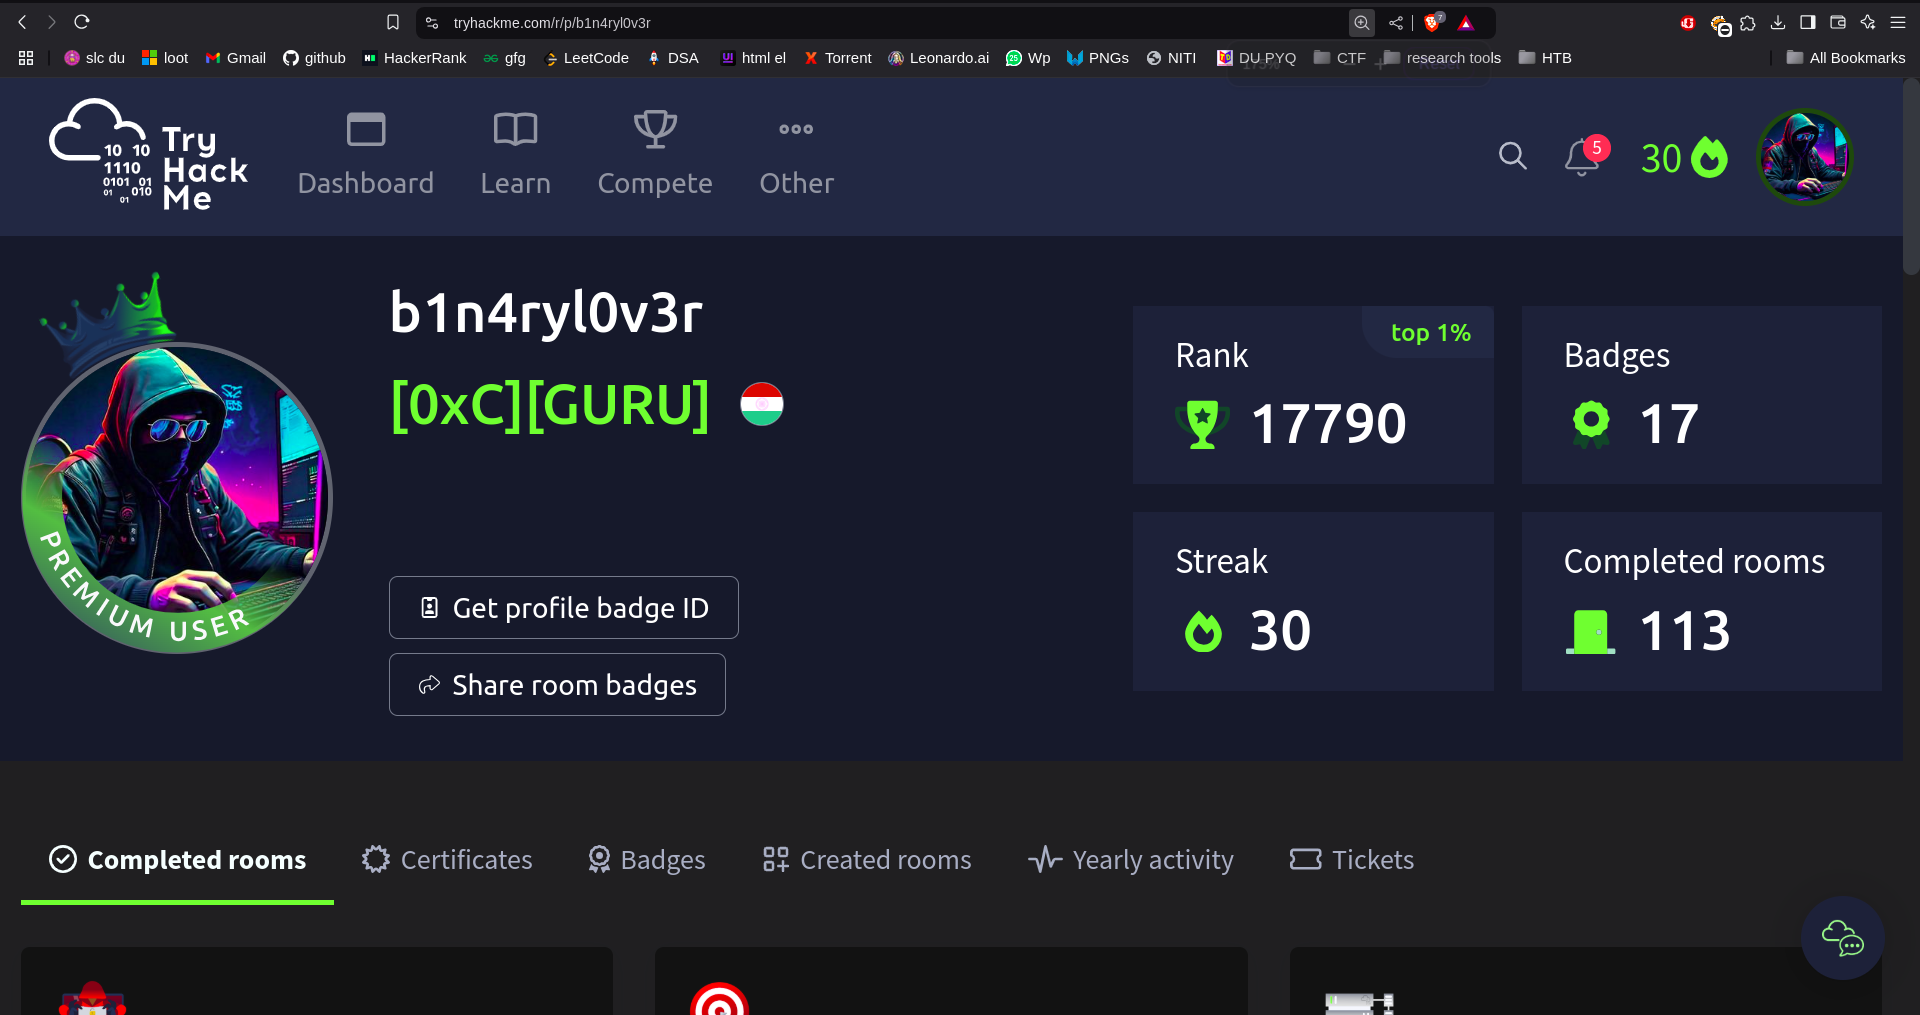 tryhackme.com/r/p/b1n4ryl0v3r
7
slc du
loot
Gmail
github
HackerRank
gfg
LeetCode
DSA
html el
Torrent
Leonardo.ai
Wp
PNGs
NITI
DU PYQ
CTF
research tools
HTB
All Bookmarks
Try
Hack
Me
10 10
1110
0101 01
01 010
01
Dashboard
Learn
Compete
Other
5
30
b1n4ryl0v3r
[0xC][GURU]
PREMIUM USER
Get profile badge ID
Share room badges
Rank
top 1%
17790
Badges
17
Streak
30
Completed rooms
113
Completed rooms
Certificates
Badges
Created rooms
Yearly activity
Tickets